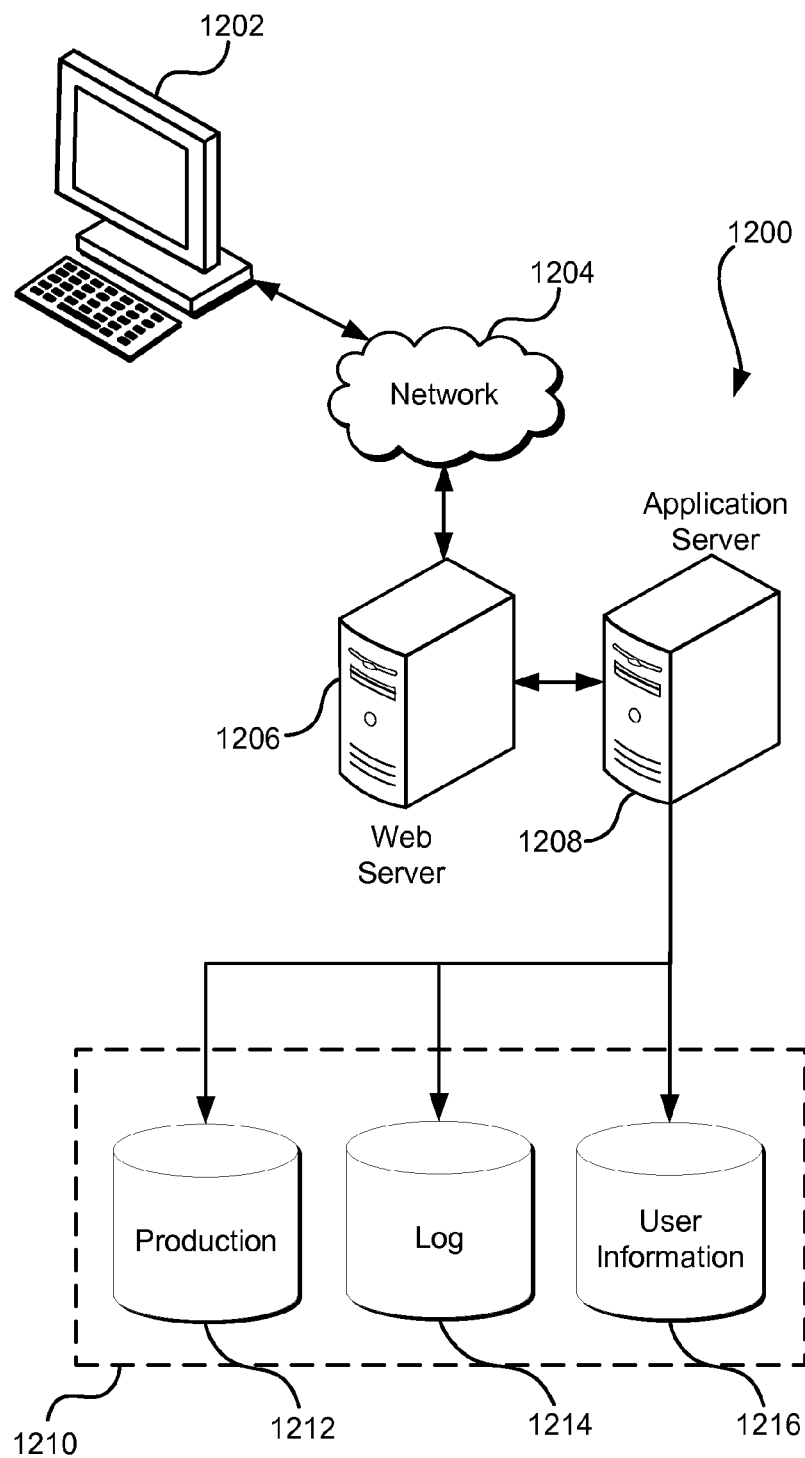 1202
1200
1204
Network
Application
Server
1206
1208
Web
Server
Production
Log
User
Information
1210
1212
1214
1216